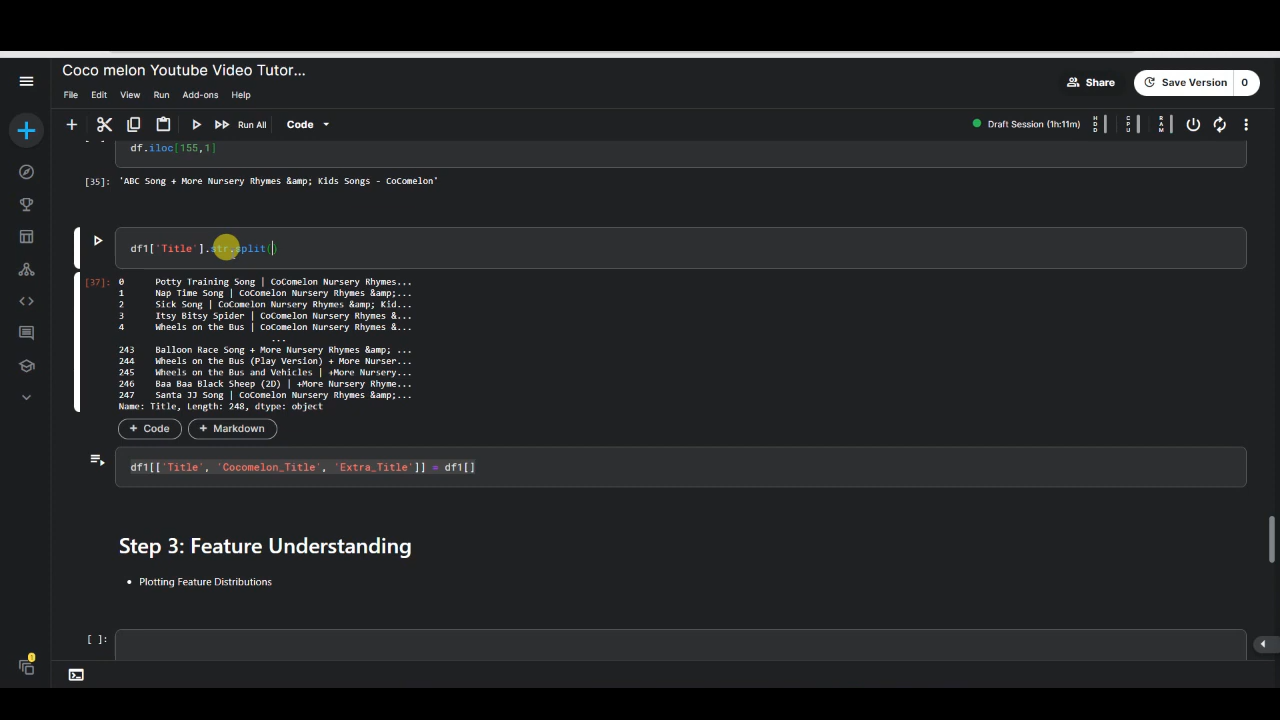 Coco melon Youtube Video Tutor...
File Edit View Run Add-ons Help
Share
Save Version 0
Run All Code
Draft Session (1h:11m)
HDD
CPU
RAM
df.iloc[155,1]
[35]: 'ABC Song + More Nursery Rhymes &amp; Kids Songs - CoComelon'
df1['Title'].str.split()
[37]: 0 Potty Training Song | CoComelon Nursery Rhymes...
1 Nap Time Song | CoComelon Nursery Rhymes &amp;...
2 Sick Song | CoComelon Nursery Rhymes &amp; Kid...
3 Itsy Bitsy Spider | CoComelon Nursery Rhymes &...
4 Wheels on the Bus | CoComelon Nursery Rhymes &...
...
243 Balloon Race Song + More Nursery Rhymes &amp; ...
244 Wheels on the Bus (Play Version) + More Nurser...
245 Wheels on the Bus and Vehicles | +More Nursery...
246 Baa Baa Black Sheep (2D) | +More Nursery Rhyme...
247 Santa JJ Song | CoComelon Nursery Rhymes &amp;...
Name: Title, Length: 248, dtype: object
+ Code + Markdown
df1[['Title', 'Cocomelon_Title', 'Extra_Title']] = df1[]
Step 3: Feature Understanding
• Plotting Feature Distributions
[ ]:
1